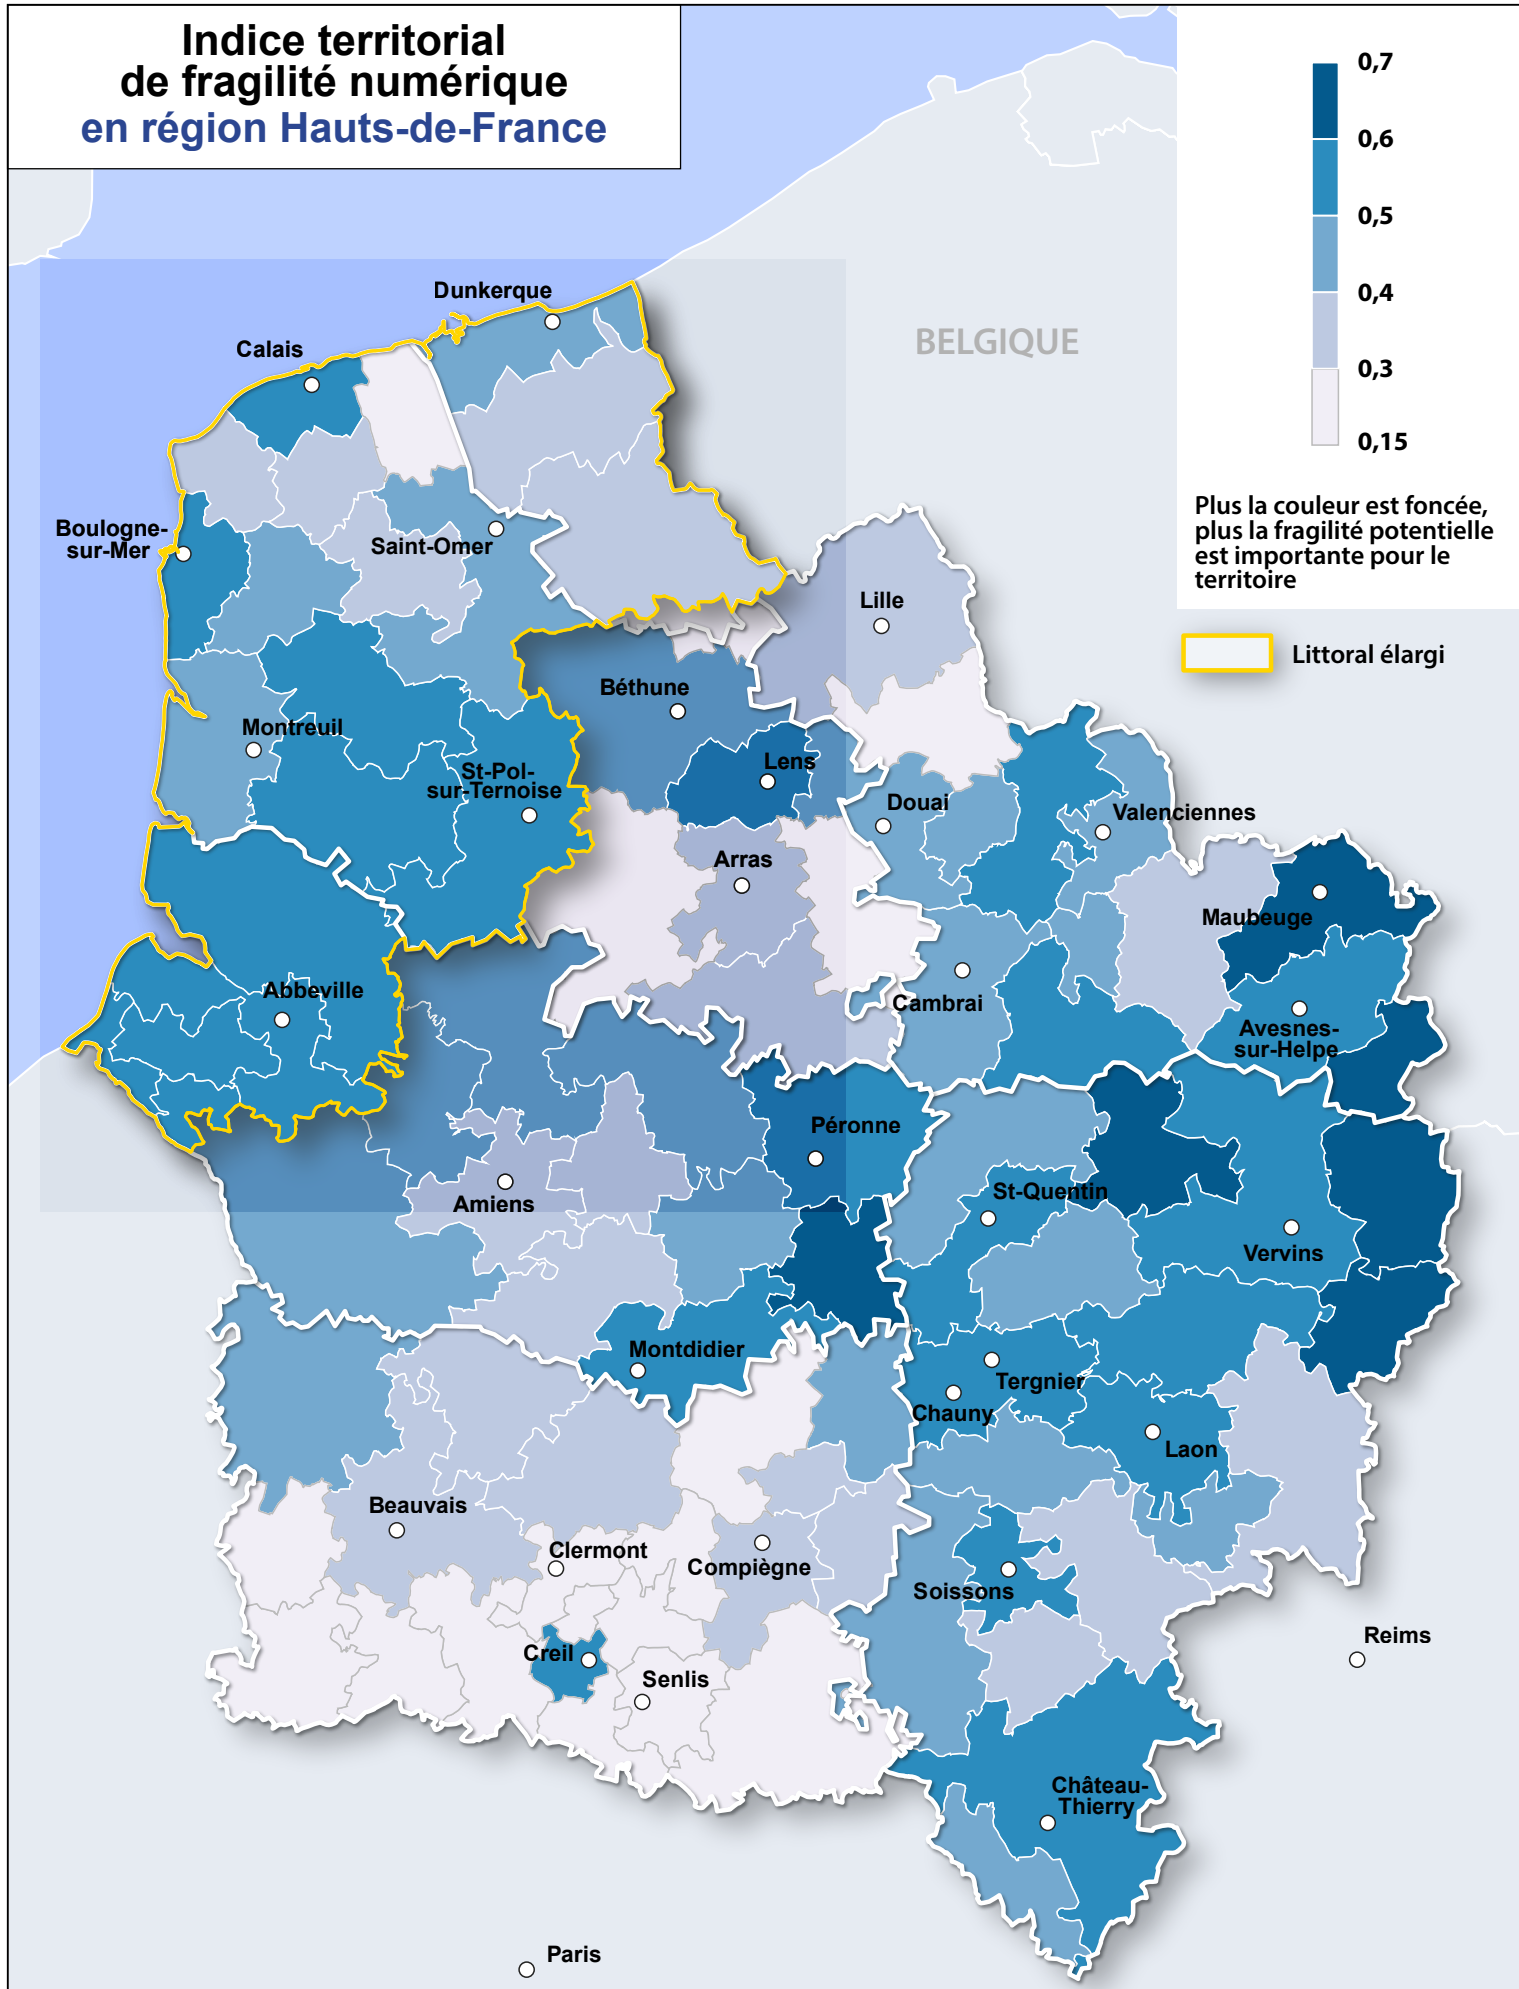 Indice territorial
de fragilité numérique
en région Hauts-de-France
0,7
0,6
0,5
0,4
0,3
0,15
Plus la couleur est foncée,
plus la fragilité potentielle
est importante pour le
territoire
Littoral élargi
BELGIQUE
Dunkerque
Calais
Boulogne-
sur-Mer
Saint-Omer
Lille
Béthune
Montreuil
Lens
St-Pol-
sur-Ternoise
Douai
Valenciennes
Arras
Maubeuge
Abbeville
Cambrai
Avesnes-
sur-Helpe
Péronne
Amiens
St-Quentin
Vervins
Montdidier
Tergnier
Chauny
Laon
Beauvais
Clermont
Compiègne
Soissons
Creil
Senlis
Reims
Château-
Thierry
Paris